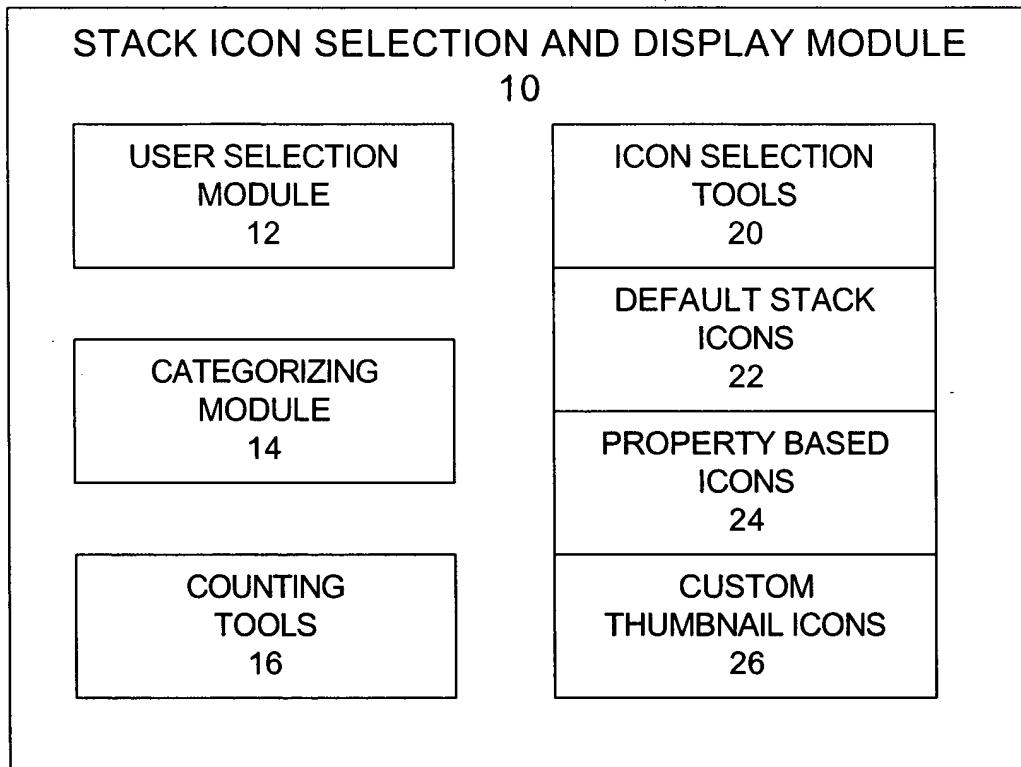 STACK ICON SELECTION AND DISPLAY MODULE
10
USER SELECTION
MODULE
12
CATEGORIZING
MODULE
14
COUNTING
TOOLS
16
ICON SELECTION
TOOLS
20
DEFAULT STACK
ICONS
22
PROPERTY BASED
ICONS
24
CUSTOM
THUMBNAIL ICONS
26